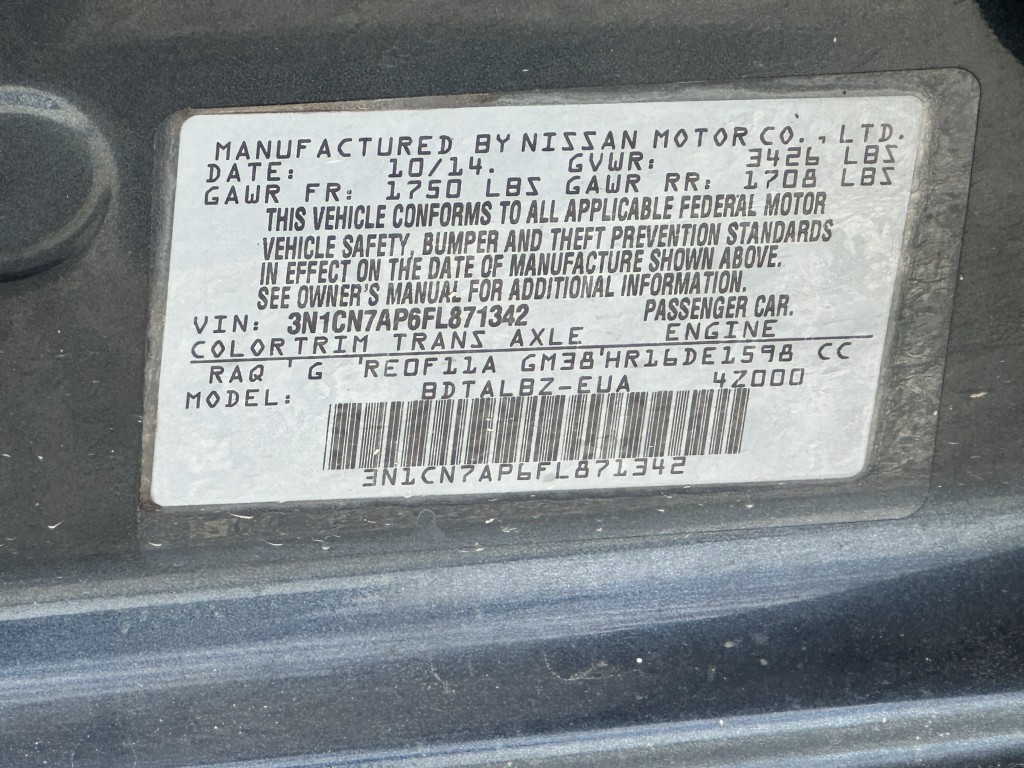 MANUFACTURED BY NISSAN MOTOR CO., LTD.
DATE: 10/14. GVWR: 3426 LBS
GAWR FR: 1750 LBS GAWR RR: 1708 LBS
THIS VEHICLE CONFORMS TO ALL APPLICABLE FEDERAL MOTOR
VEHICLE SAFETY, BUMPER AND THEFT PREVENTION STANDARDS
IN EFFECT ON THE DATE OF MANUFACTURE SHOWN ABOVE.
SEE OWNER'S MANUAL FOR ADDITIONAL INFORMATION.
VIN: 3N1CN7AP6FL871342 PASSENGER CAR.
COLOR TRIM TRANS AXLE ENGINE
RAQ ' G 'RE0F11A GM38'HR16DE1598 CC
MODEL: BDTALBZ-EUA 4Z000
3N1CN7AP6FL871342